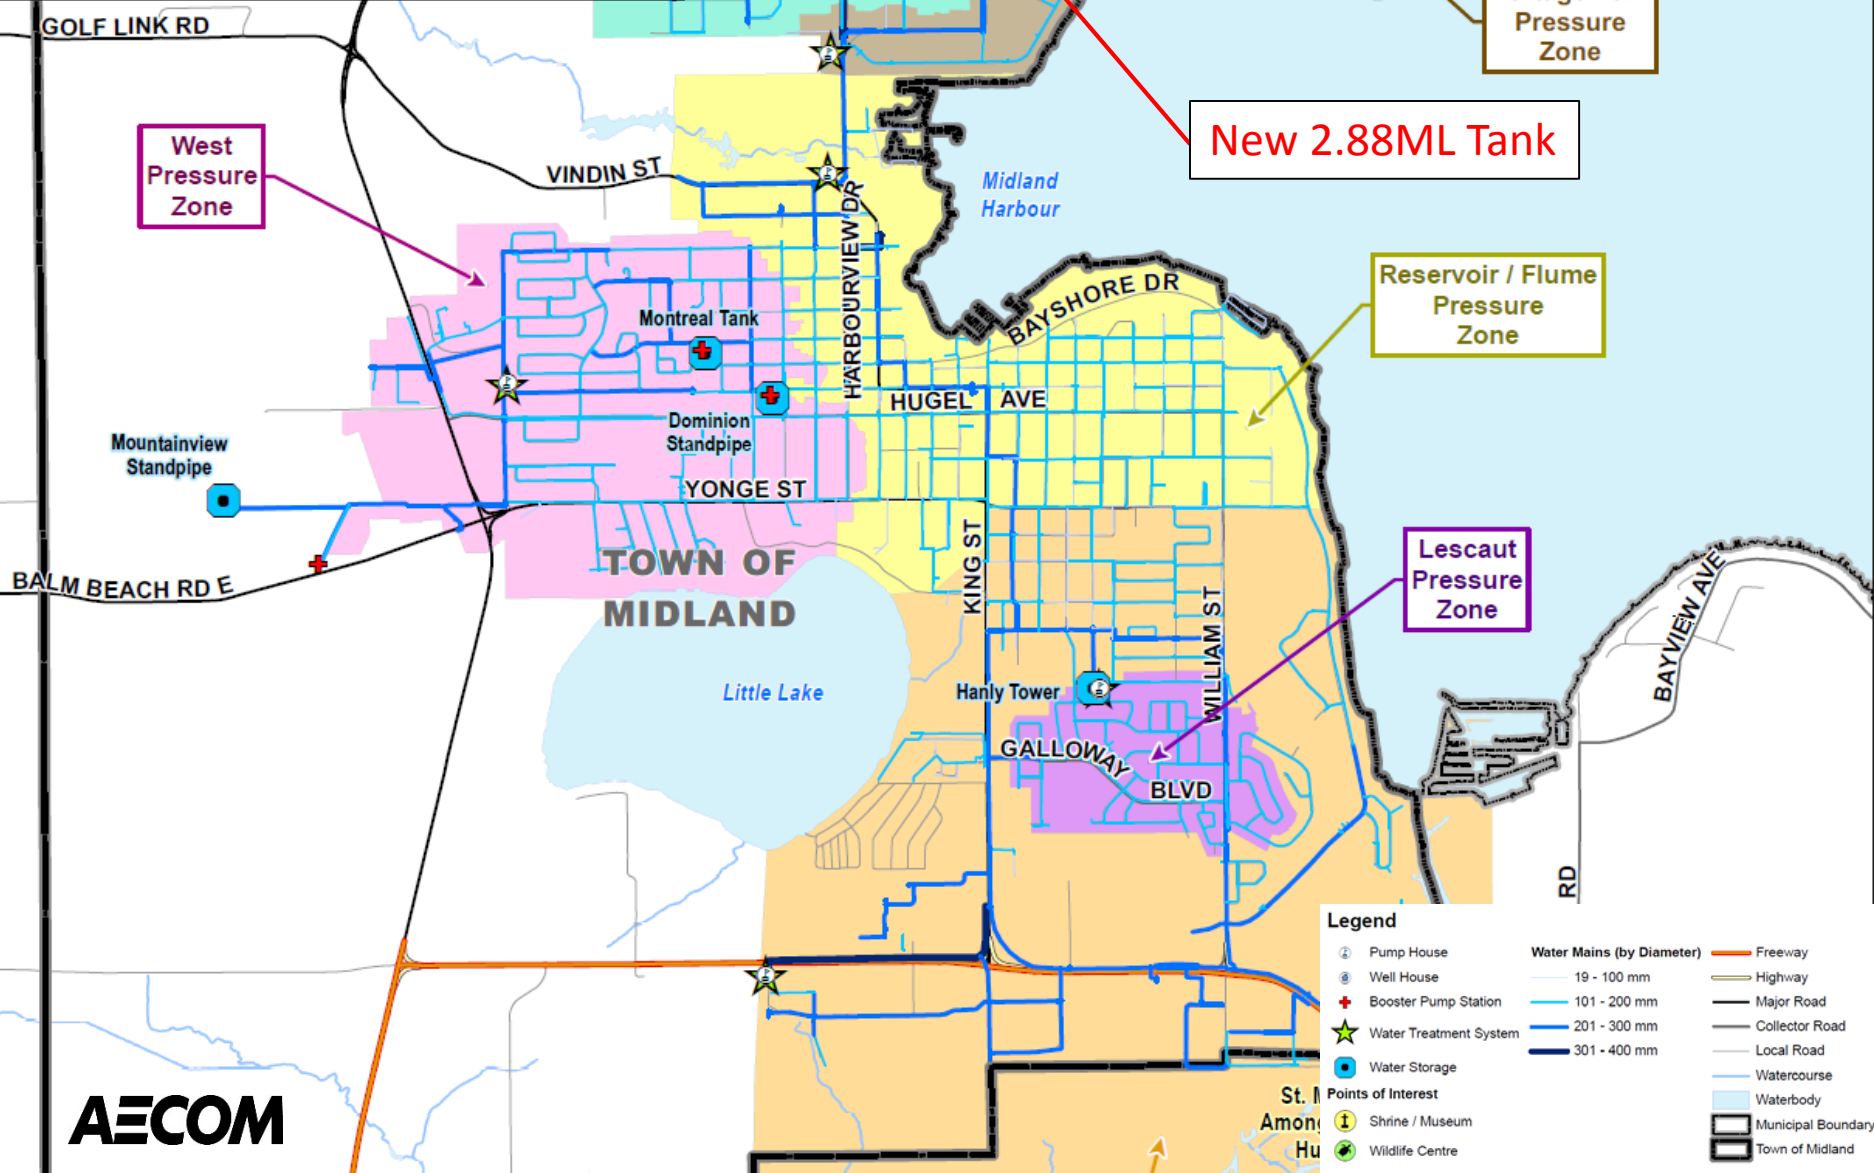 GOLF LINK RD
Pressure
Zone
New 2.88ML Tank
West
Pressure
Zone
VINDIN ST
Midland
Harbour
HARBOURVIEW DR
BAYSHORE DR
Reservoir / Flume
Pressure
Zone
Montreal Tank
HUGEL AVE
Dominion
Standpipe
Mountainview
Standpipe
YONGE ST
TOWN OF
MIDLAND
KING ST
Lescaut
Pressure
Zone
BALM BEACH RD E
WILLIAM ST
BAYVIEW AVE
Little Lake
Hanly Tower
GALLOWAY
BLVD
RD
Legend
Pump House
Well House
Booster Pump Station
Water Treatment System
Water Storage
Points of Interest
Shrine / Museum
Wildlife Centre
Water Mains (by Diameter)
19 - 100 mm
101 - 200 mm
201 - 300 mm
301 - 400 mm
Freeway
Highway
Major Road
Collector Road
Local Road
Watercourse
Waterbody
Municipal Boundary
Town of Midland
St.
Among
Hu
AECOM